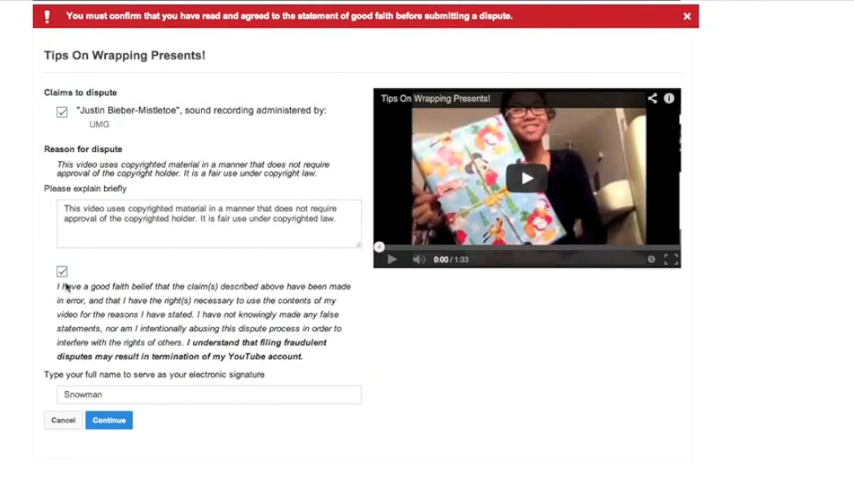 You must confirm that you have read and agreed to the statement of good faith before submitting a dispute.
Tips On Wrapping Presents!
Claims to dispute
"Justin Bieber-Mistletoe", sound recording administered by:
UMG
Reason for dispute
This video uses copyrighted material in a manner that does not require
approval of the copyright holder. It is a fair use under copyright law.
Please explain briefly
This video uses copyrighted material in a manner that does not require
approval of the copyrighted holder. It is fair use under copyrighted law.
I have a good faith belief that the claim(s) described above have been made
in error, and that I have the right(s) necessary to use the contents of my
video for the reasons I have stated. I have not knowingly made any false
statements, nor am I intentionally abusing this dispute process in order to
interfere with the rights of others. I understand that filing fraudulent
disputes may result in termination of my YouTube account.
Type your full name to serve as your electronic signature
Snowman
Cancel
Continue
Tips On Wrapping Presents!
0:00 / 1:33